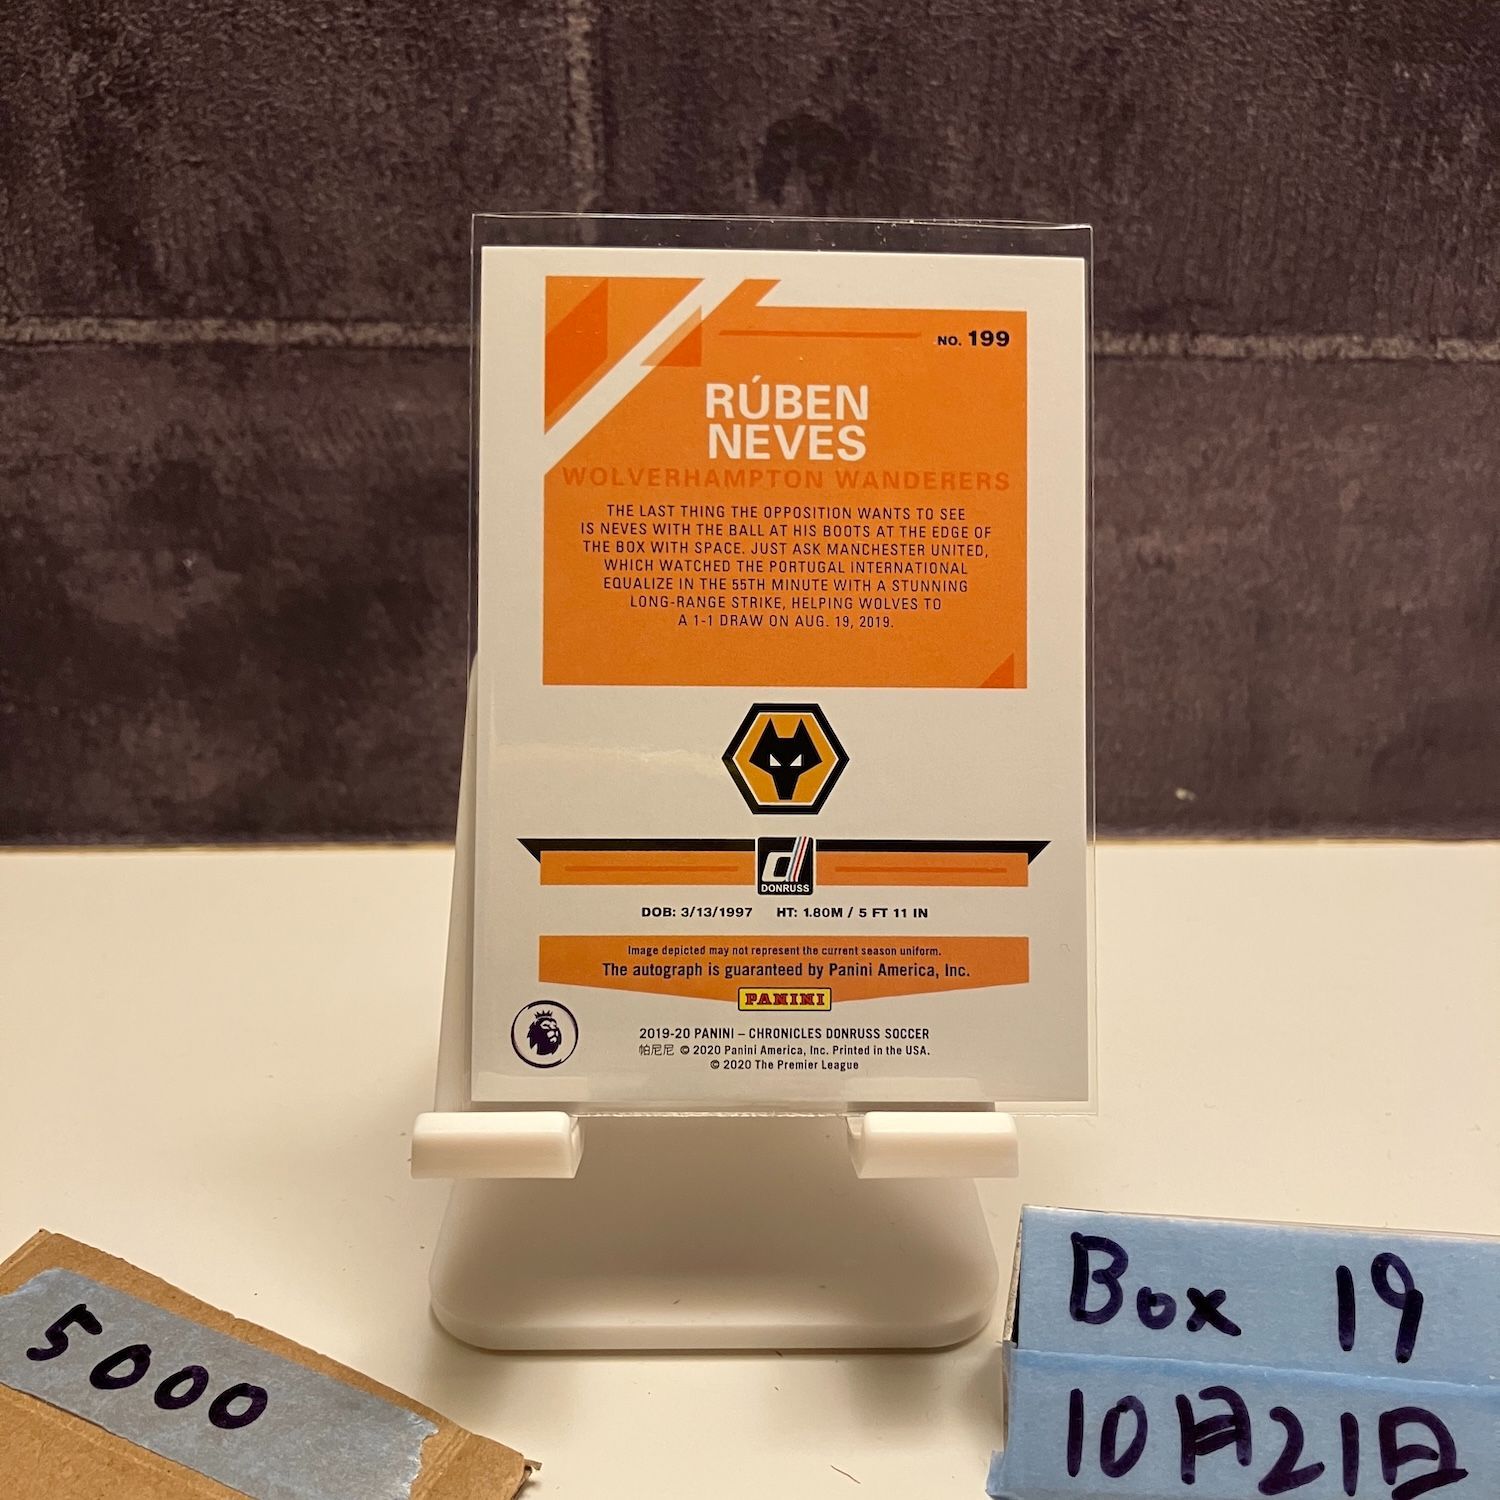 NO. 199
RÚBEN
NEVES
WOLVERHAMPTON WANDERERS
THE LAST THING THE OPPOSITION WANTS TO SEE
IS NEVES WITH THE BALL AT HIS BOOTS AT THE EDGE OF
THE BOX WITH SPACE. JUST ASK MANCHESTER UNITED,
WHICH WATCHED THE PORTUGAL INTERNATIONAL
EQUALIZE IN THE 55TH MINUTE WITH A STUNNING
LONG-RANGE STRIKE, HELPING WOLVES TO
A 1-1 DRAW ON AUG. 19, 2019.
d
DONRUSS
DOB: 3/13/1997 HT: 1.80M / 5 FT 11 IN
Image depicted may not represent the current season uniform.
The autograph is guaranteed by Panini America, Inc.
PANINI
2019-20 PANINI – CHRONICLES DONRUSS SOCCER
帕尼尼 © 2020 Panini America, Inc. Printed in the USA.
© 2020 The Premier League
5000
Box 19
10月21日